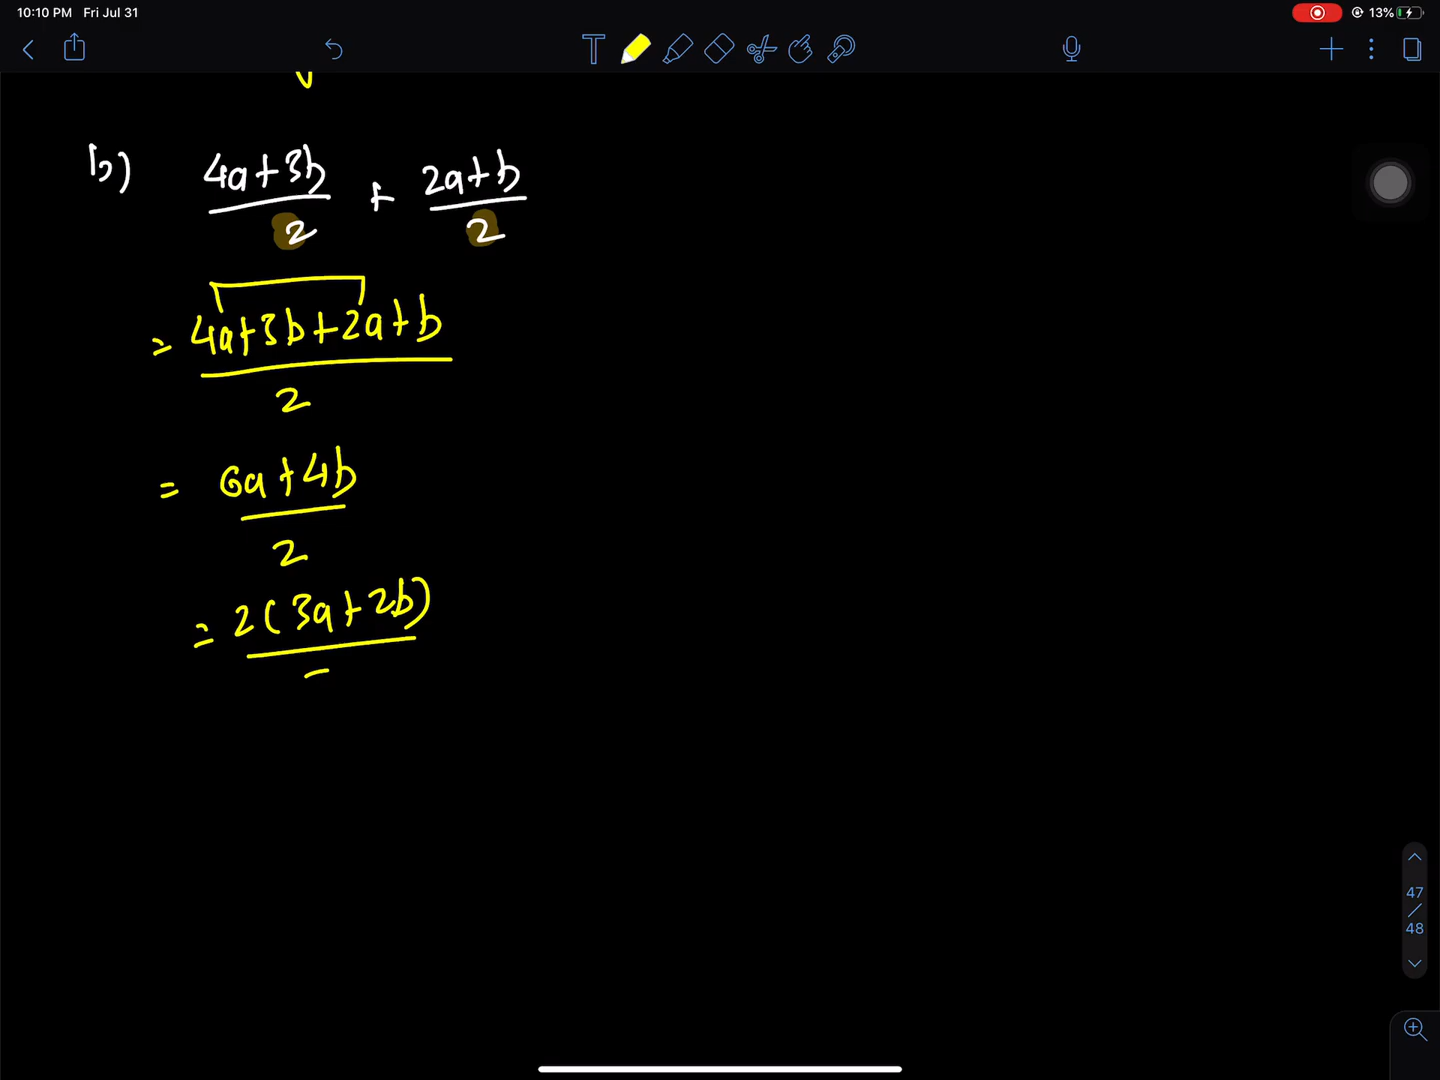 10:10 PM Fri Jul 31
13%
T
b) (4a+3b)/2 + (2a+b)/2
= (4a+3b+2a+b)/2
= (6a+4b)/2
= 2(3a+2b)/
47
/
48